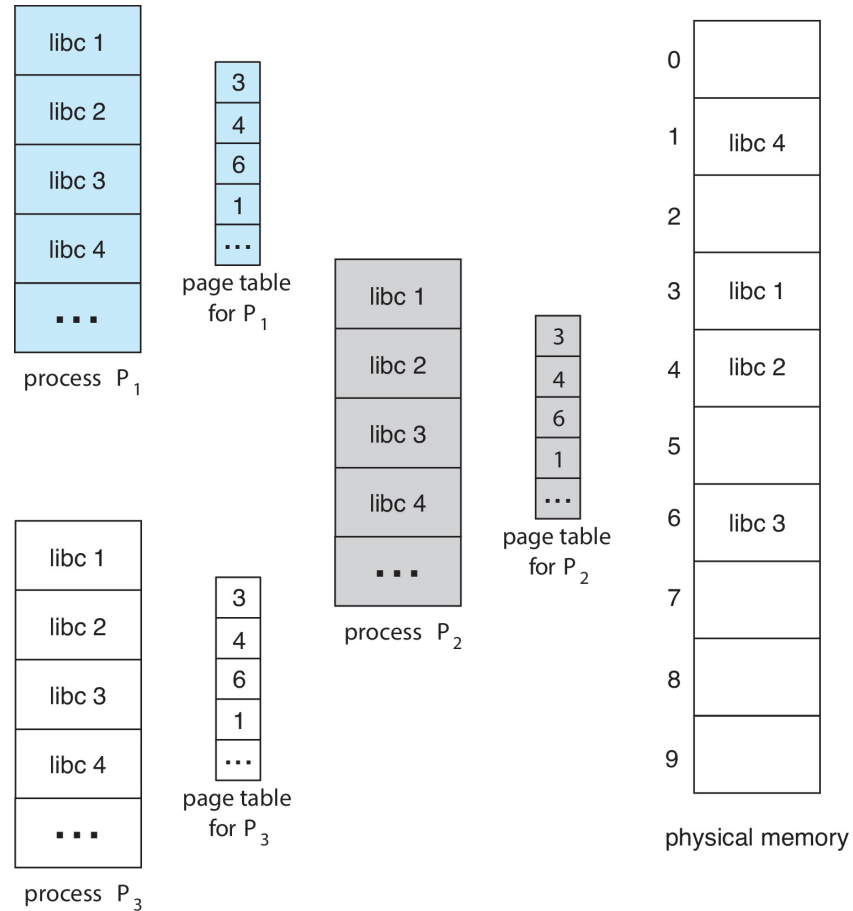 libc 1
libc 2
libc 3
libc 4
...
process P1
3
4
6
1
...
page table
for P1
libc 1
libc 2
libc 3
libc 4
...
process P2
3
4
6
1
...
page table
for P2
libc 1
libc 2
libc 3
libc 4
...
process P3
3
4
6
1
...
page table
for P3
0
1 libc 4
2
3 libc 1
4 libc 2
5
6 libc 3
7
8
9
physical memory